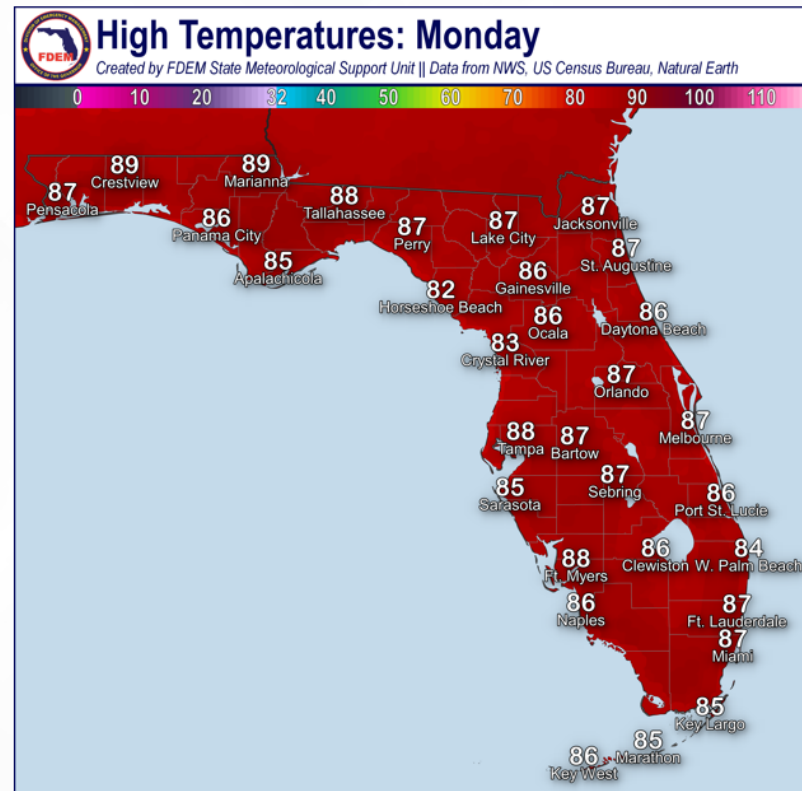 High Temperatures: Monday
Created by FDEM State Meteorological Support Unit || Data from NWS, US Census Bureau, Natural Earth
FDEM
0 10 20 32 40 50 60 70 80 90 100 110
89
Crestview
89
Marianna
87
Pensacola
88
Tallahassee
86
Panama City
87
Perry
87
Lake City
87
Jacksonville
87
St. Augustine
85
Apalachicola
86
Gainesville
82
Horseshoe Beach
86
Ocala
86
Daytona Beach
83
Crystal River
87
Orlando
87
Melbourne
88
Tampa
87
Bartow
87
Sebring
85
Sarasota
86
Port St. Lucie
88
Ft. Myers
86
Clewiston
84
W. Palm Beach
86
Naples
87
Ft. Lauderdale
87
Miami
85
Key Largo
85
Marathon
86
Key West